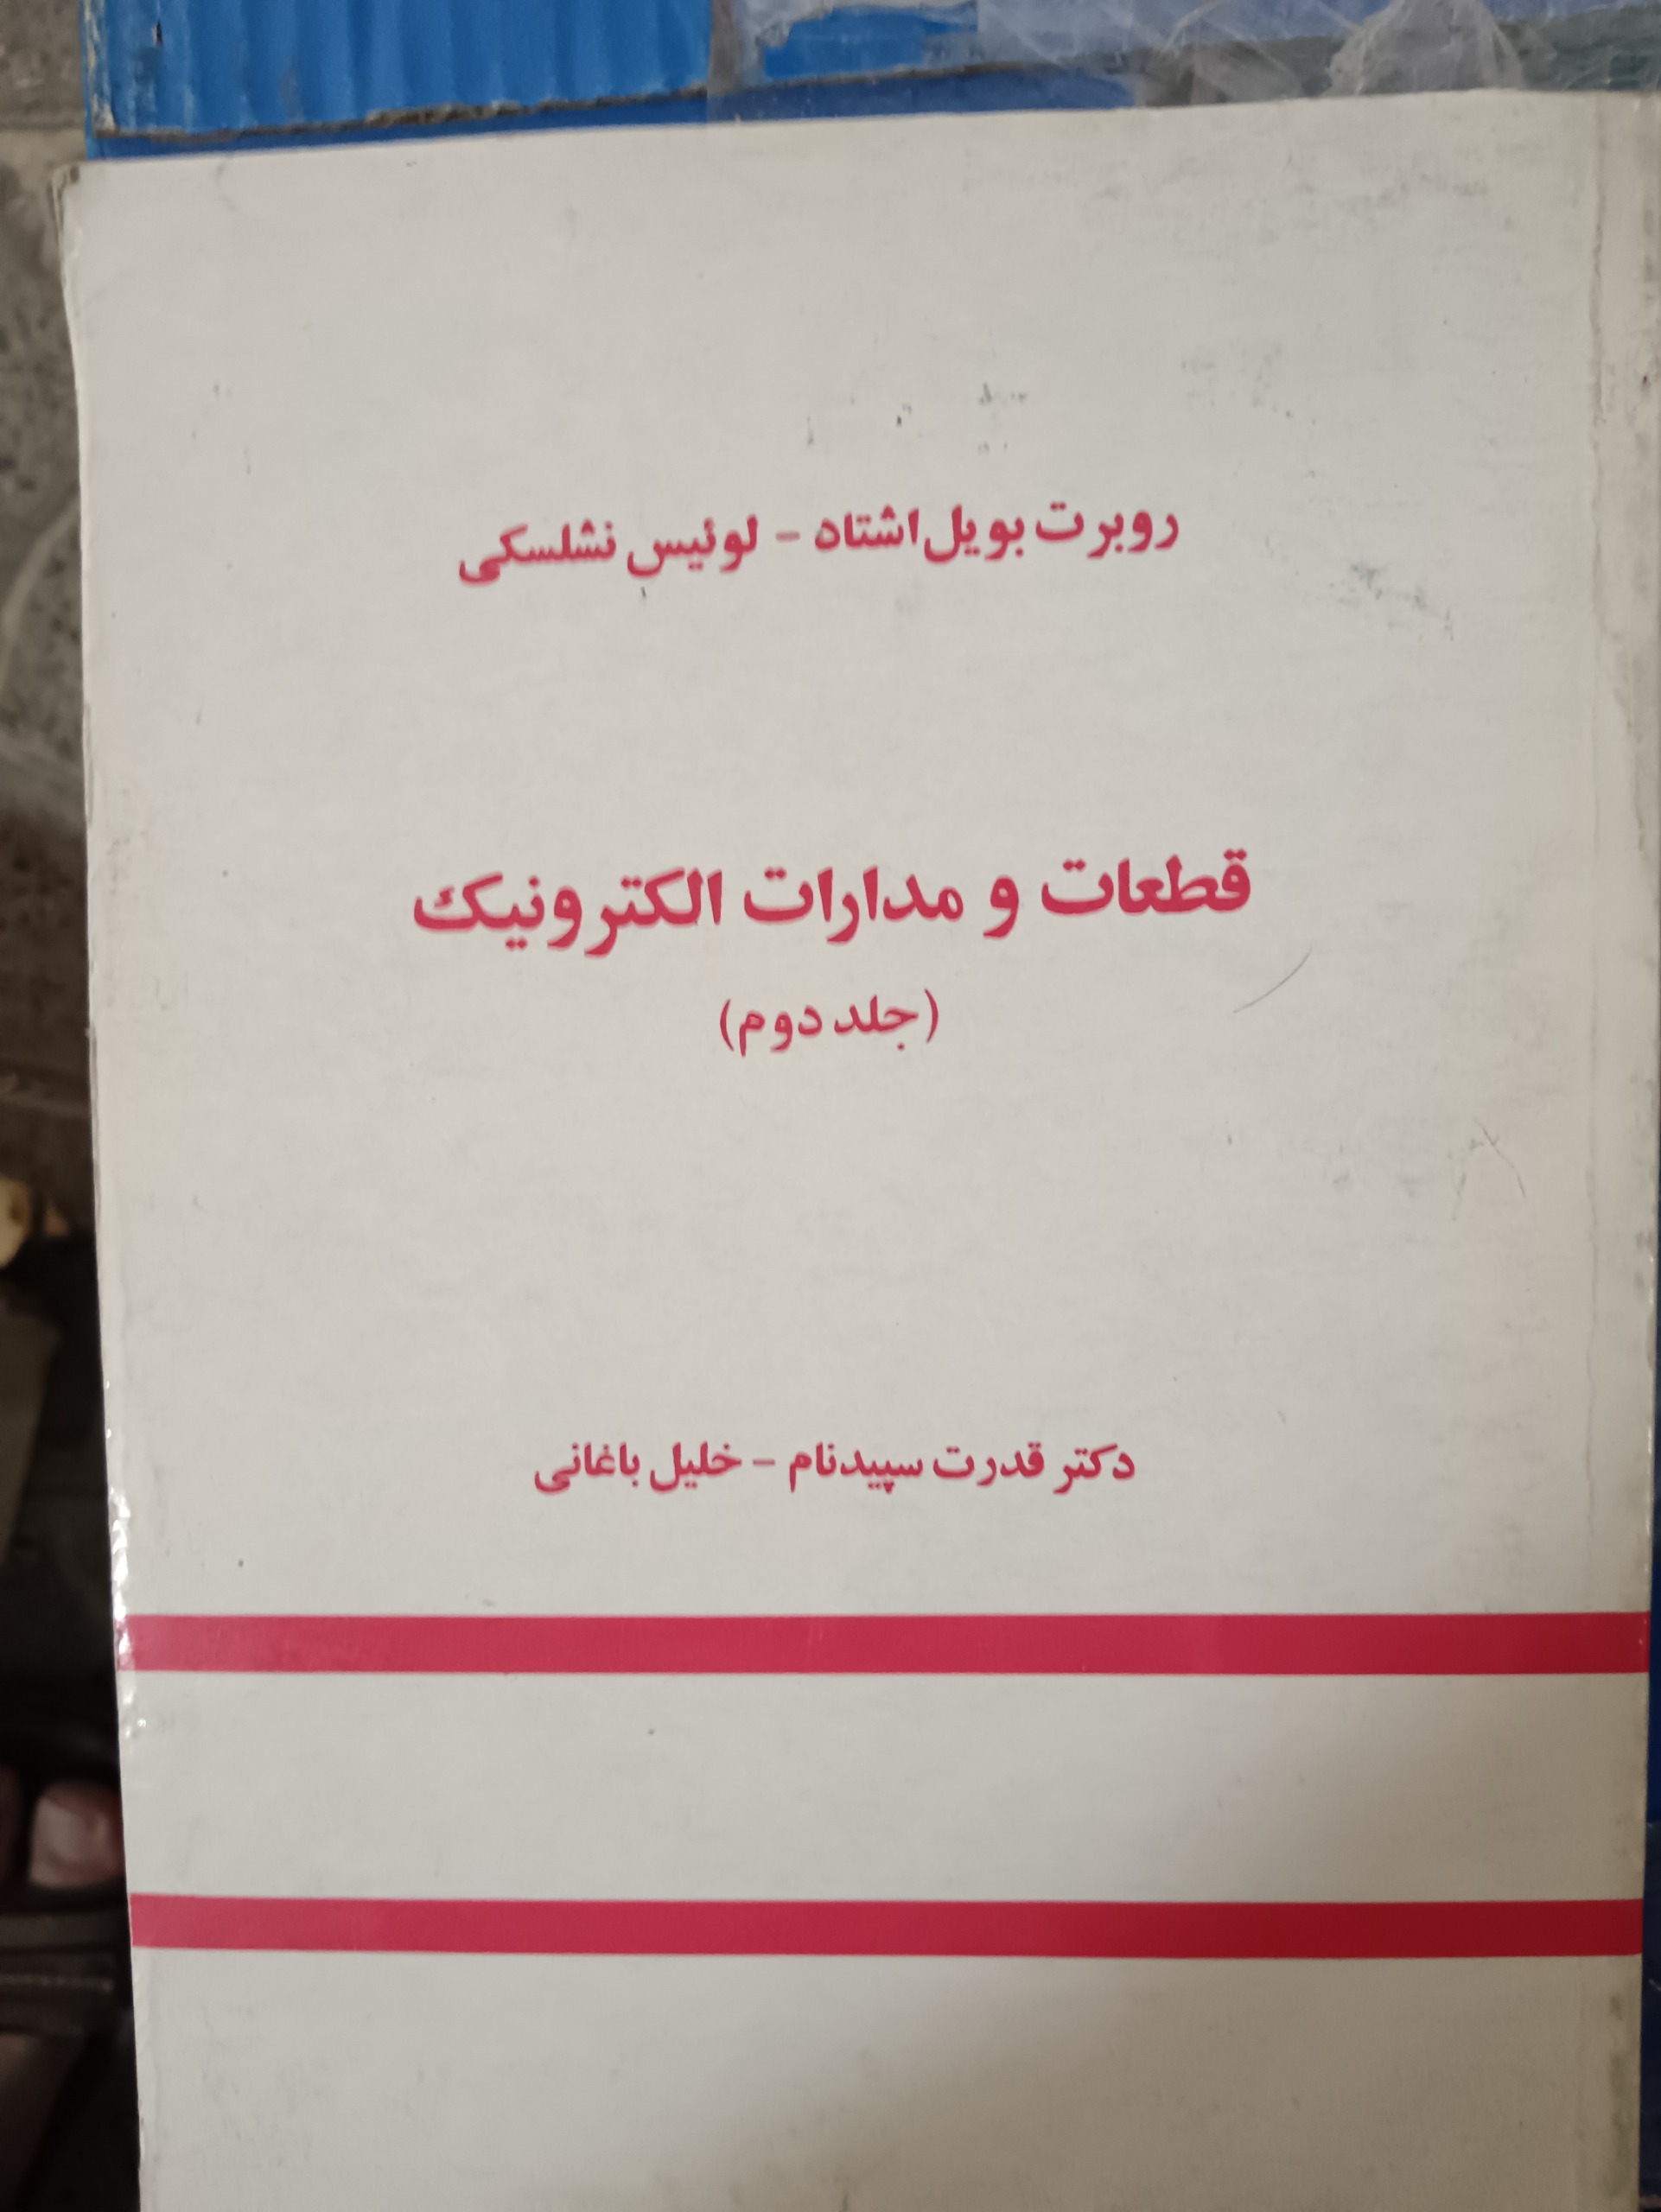 روبرت بویل‌اشتاد - لوئیس نشلسکی
قطعات و مدارات الکترونیک
(جلد دوم)
دکتر قدرت سپیدنام - خلیل باغانی